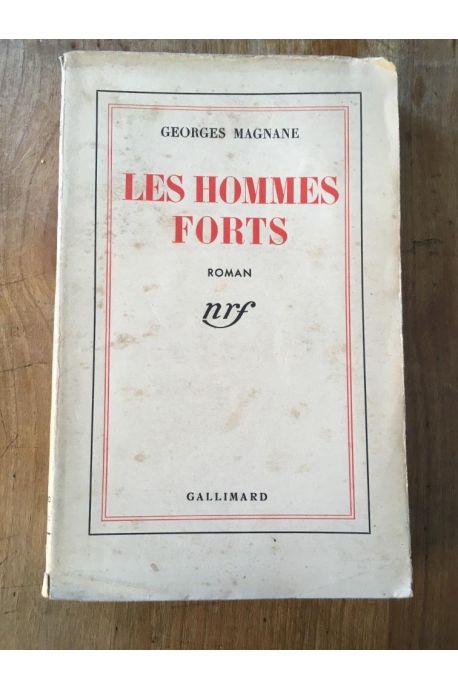 GEORGES MAGNANE
LES HOMMES
FORTS
ROMAN
nrf
GALLIMARD